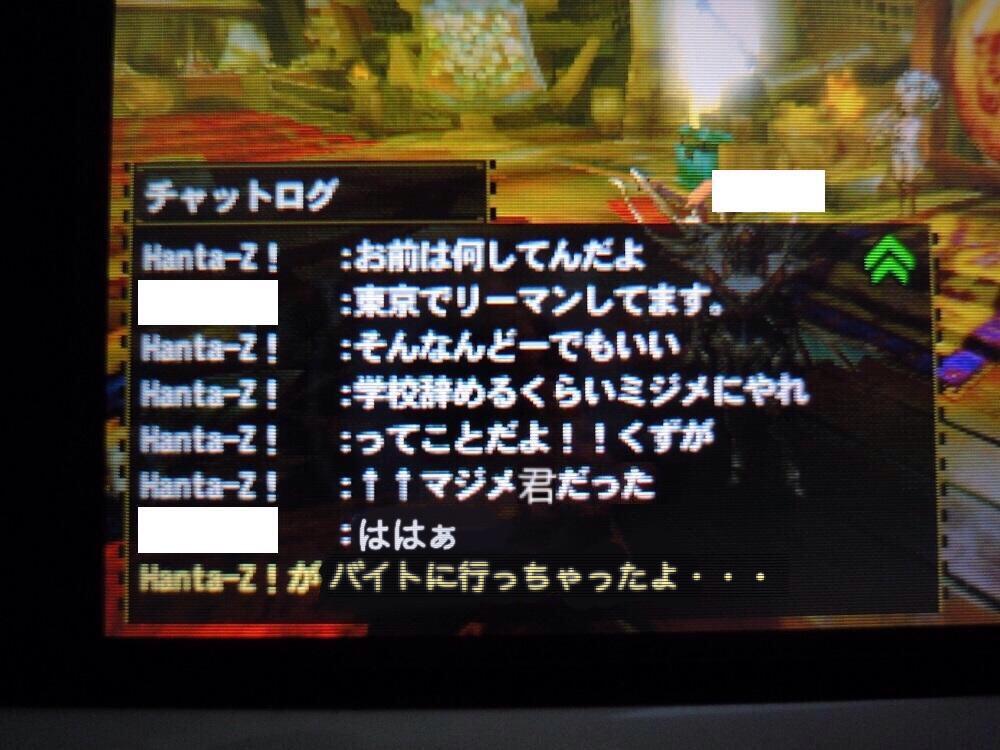 チャットログ
Hanta-Z! :お前は何してんだよ
:東京でリーマンしてます。
Hanta-Z! :そんなんどーでもいい
Hanta-Z! :学校辞めるくらいミジメにやれ
Hanta-Z! :ってことだよ!!くずが
Hanta-Z! :↑↑マジメ君だった
:ははぁ
Hanta-Z!が バイトに行っちゃったよ・・・